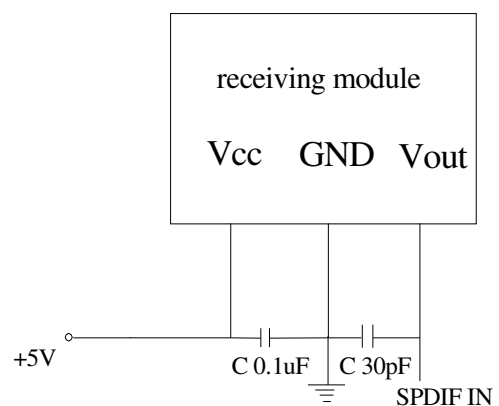 receiving module
Vcc GND Vout
+5V
C 0.1uF C 30pF
SPDIF IN